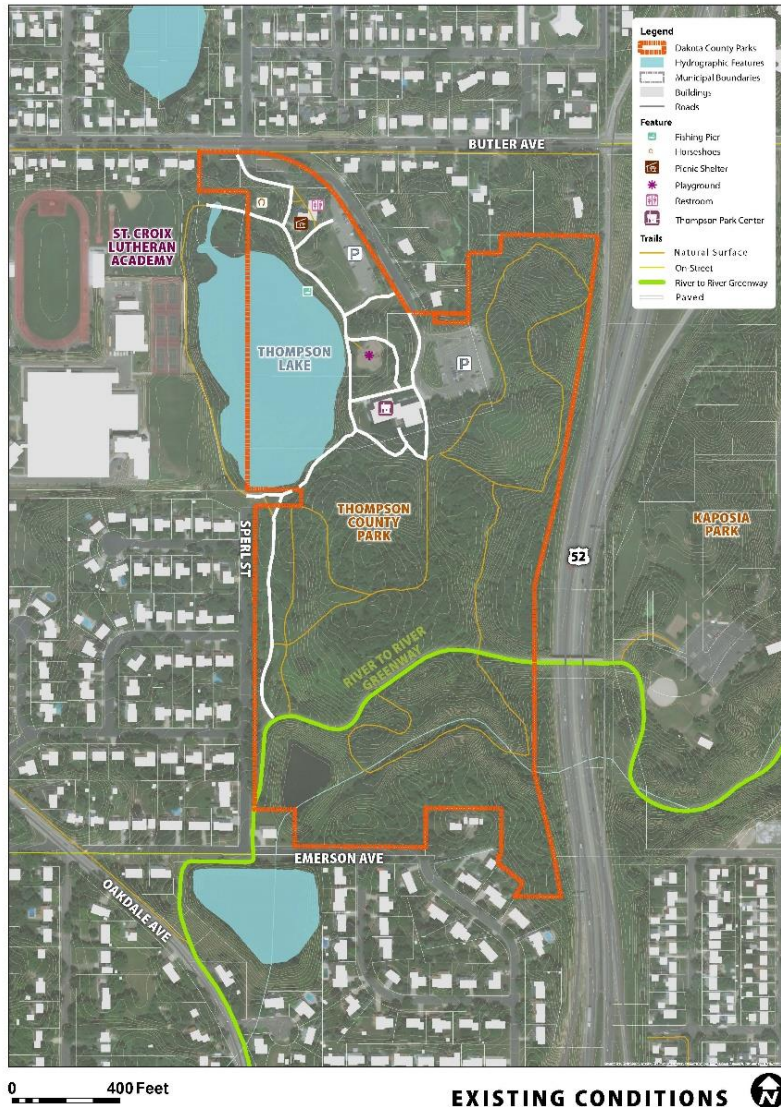 Legend
Dakota County Parks
Hydrographic Features
Municipal Boundaries
Buildings
Roads
Feature
Fishing Pier
Horseshoes
Picnic Shelter
Playground
Restroom
Thompson Park Center
Trails
Natural Surface
On Street
River to River Greenway
Paved
BUTLER AVE
ST. CROIX
LUTHERAN
ACADEMY
P
THOMPSON
LAKE
P
THOMPSON
COUNTY
PARK
SPERL ST
KAPOSIA
PARK
52
RIVER TO RIVER
GREENWAY
EMERSON AVE
OAKDALE AVE
0 400 Feet
EXISTING CONDITIONS
N